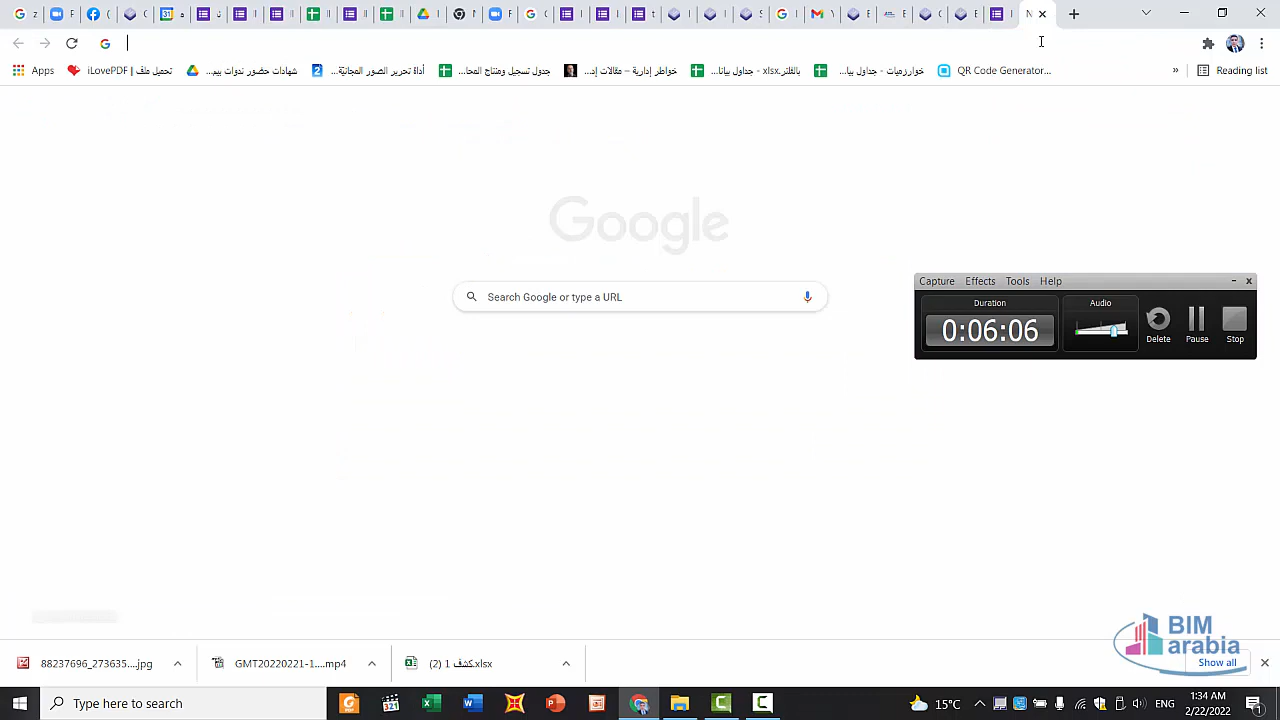 Apps
تحميل ملف | iLovePDF
شهادات حضور ندوات بيم...
أداة تحرير الصور المجانيّة...
جدول تسجيل ومنتاج المحا...
خواطر إدارية – مقالات إد...
بالفلتر.xlsx - جداول بيانا...
خوارزميات - جداول بيا...
QR Code Generator...
»
Reading list
Google
Search Google or type a URL
Capture Effects Tools Help
Duration
Audio
0:06:06
Delete Pause Stop
BIM
arabia
88237696_273635....jpg
GMT20220221-1....mp4
كشف 1 (2).xlsx
Show all
Type here to search
15°C
ENG
1:34 AM
2/22/2022